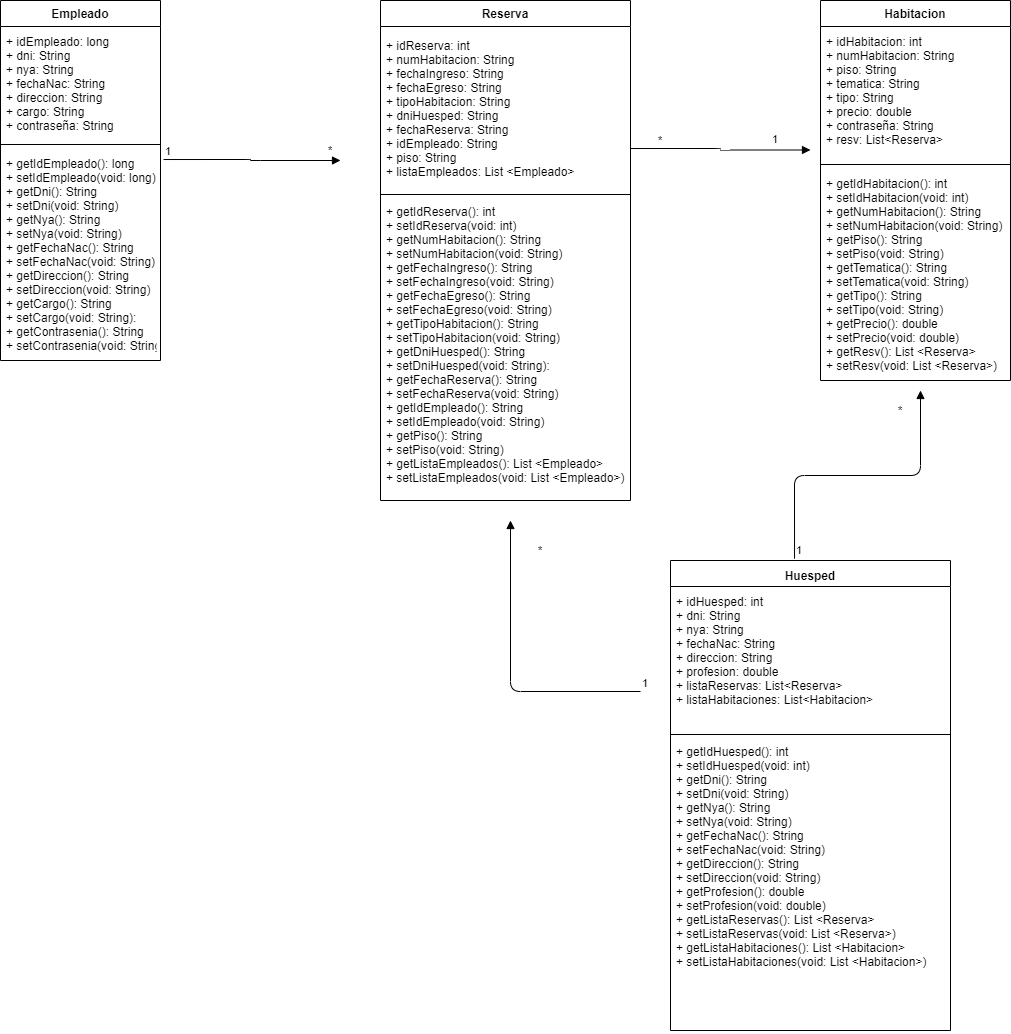 Empleado
+ idEmpleado: long
+ dni: String
+ nya: String
+ fechaNac: String
+ direccion: String
+ cargo: String
+ contraseña: String
+ getIdEmpleado(): long
+ setIdEmpleado(void: long)
+ getDni(): String
+ setDni(void: String)
+ getNya(): String
+ setNya(void: String)
+ getFechaNac(): String
+ setFechaNac(void: String)
+ getDireccion(): String
+ setDireccion(void: String)
+ getCargo(): String
+ setCargo(void: String):
+ getContrasenia(): String
+ setContrasenia(void: String
1
*
Reserva
+ idReserva: int
+ numHabitacion: String
+ fechaIngreso: String
+ fechaEgreso: String
+ tipoHabitacion: String
+ dniHuesped: String
+ fechaReserva: String
+ idEmpleado: String
+ piso: String
+ listaEmpleados: List <Empleado>
+ getIdReserva(): int
+ setIdReserva(void: int)
+ getNumHabitacion(): String
+ setNumHabitacion(void: String)
+ getFechaIngreso(): String
+ setFechaIngreso(void: String)
+ getFechaEgreso(): String
+ setFechaEgreso(void: String)
+ getTipoHabitacion(): String
+ setTipoHabitacion(void: String)
+ getDniHuesped(): String
+ setDniHuesped(void: String):
+ getFechaReserva(): String
+ setFechaReserva(void: String)
+ getIdEmpleado(): String
+ setIdEmpleado(void: String)
+ getPiso(): String
+ setPiso(void: String)
+ getListaEmpleados(): List <Empleado>
+ setListaEmpleados(void: List <Empleado>)
*
1
Habitacion
+ idHabitacion: int
+ numHabitacion: String
+ piso: String
+ tematica: String
+ tipo: String
+ precio: double
+ contraseña: String
+ resv: List<Reserva>
+ getIdHabitacion(): int
+ setIdHabitacion(void: int)
+ getNumHabitacion(): String
+ setNumHabitacion(void: String)
+ getPiso(): String
+ setPiso(void: String)
+ getTematica(): String
+ setTematica(void: String)
+ getTipo(): String
+ setTipo(void: String)
+ getPrecio(): double
+ setPrecio(void: double)
+ getResv(): List <Reserva>
+ setResv(void: List <Reserva>)
*
1
*
1
Huesped
+ idHuesped: int
+ dni: String
+ nya: String
+ fechaNac: String
+ direccion: String
+ profesion: double
+ listaReservas: List<Reserva>
+ listaHabitaciones: List<Habitacion>
+ getIdHuesped(): int
+ setIdHuesped(void: int)
+ getDni(): String
+ setDni(void: String)
+ getNya(): String
+ setNya(void: String)
+ getFechaNac(): String
+ setFechaNac(void: String)
+ getDireccion(): String
+ setDireccion(void: String)
+ getProfesion(): double
+ setProfesion(void: double)
+ getListaReservas(): List <Reserva>
+ setListaReservas(void: List <Reserva>)
+ getListaHabitaciones(): List <Habitacion>
+ setListaHabitaciones(void: List <Habitacion>)